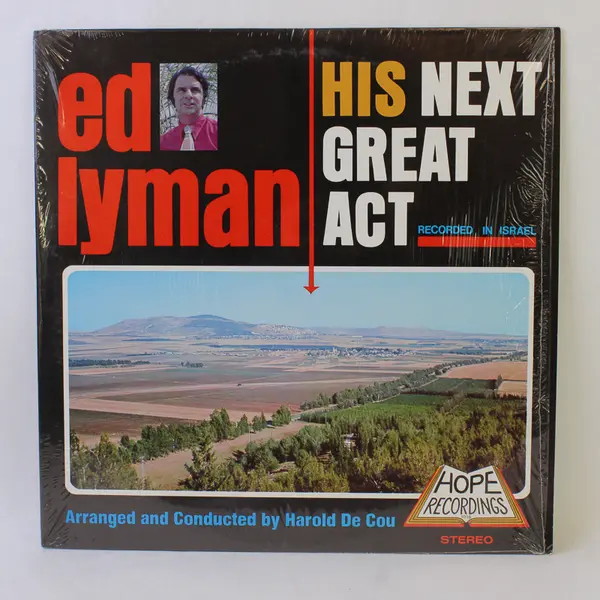 ed
lyman
HIS NEXT
GREAT
ACT
RECORDED IN ISRAEL
Arranged and Conducted by Harold De Cou
HOPE
RECORDINGS
STEREO